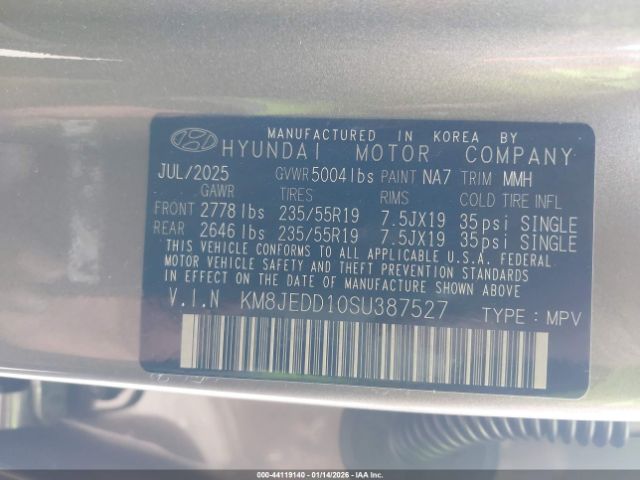 MANUFACTURED IN KOREA BY
HYUNDAI MOTOR COMPANY
JUL/2025 GVWR 5004 lbs PAINT NA7 TRIM MMH
GAWR TIRES RIMS COLD TIRE INFL
FRONT 2778 lbs 235/55R19 7.5JX19 35psi SINGLE
REAR 2646 lbs 235/55R19 7.5JX19 35psi SINGLE
THIS VEHICLE CONFORMS TO ALL APPLICABLE U.S.A. FEDERAL
MOTOR VEHICLE SAFETY AND THEFT PREVENTION STANDARDS
IN EFFECT ON THE DATE OF MANUFACTURE SHOWN ABOVE.
V.I.N KM8JEDD10SU387527 TYPE : MPV
000-44119140 - 01/14/2026 - IAA Inc.